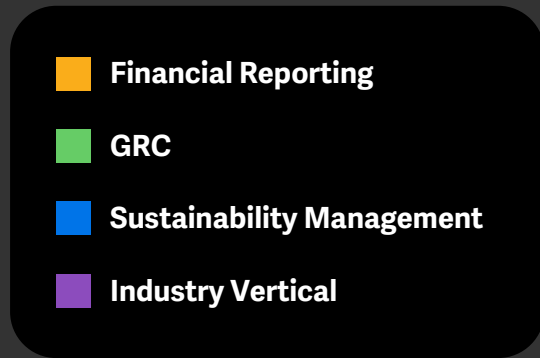 Financial Reporting
GRC
Sustainability Management
Industry Vertical